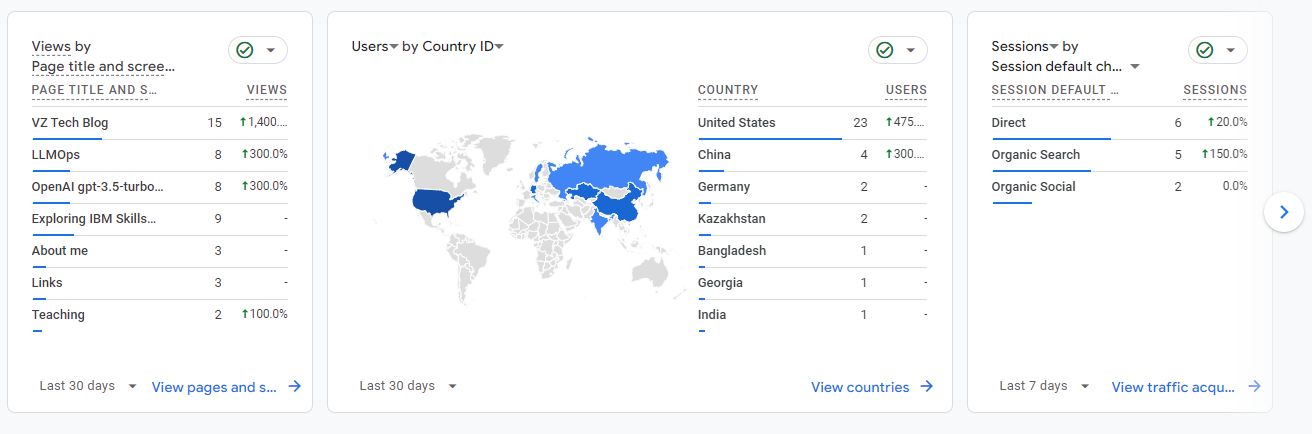 Views by
Page title and scree...
PAGE TITLE AND S... VIEWS
VZ Tech Blog 15 ↑1,400....
LLMOps 8 ↑300.0%
OpenAI gpt-3.5-turbo... 8 ↑300.0%
Exploring IBM Skills... 9 -
About me 3 -
Links 3 -
Teaching 2 ↑100.0%
Last 30 days View pages and s... →
Users by Country ID
COUNTRY USERS
United States 23 ↑475....
China 4 ↑300....
Germany 2 -
Kazakhstan 2 -
Bangladesh 1 -
Georgia 1 -
India 1 -
Last 30 days View countries →
Sessions by
Session default ch...
SESSION DEFAULT ... SESSIONS
Direct 6 ↑20.0%
Organic Search 5 ↑150.0%
Organic Social 2 0.0%
Last 7 days View traffic acqu... →